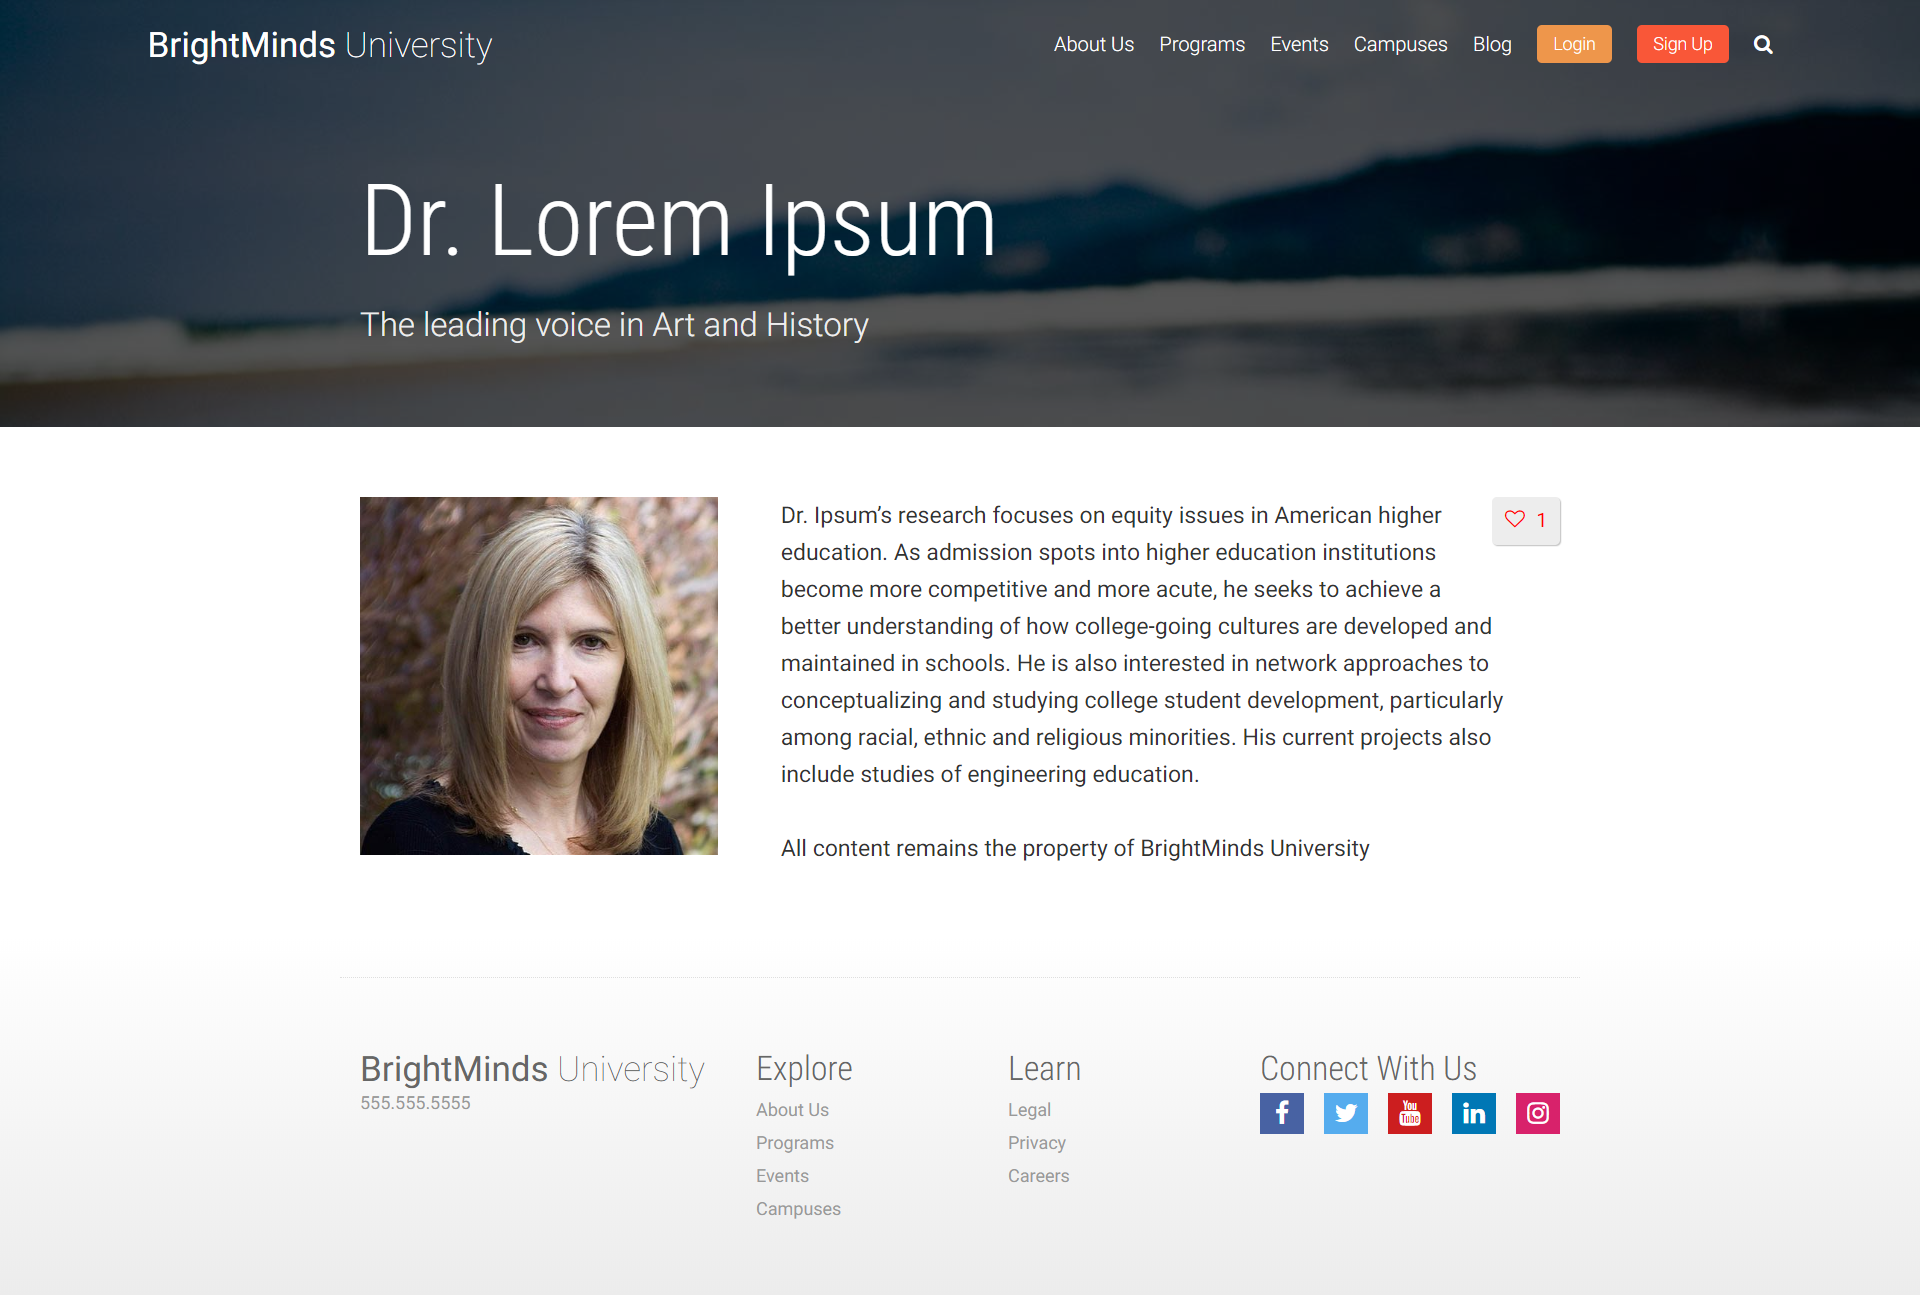 BrightMinds University
About Us Programs Events Campuses Blog Login Sign Up
Dr. Lorem Ipsum
The leading voice in Art and History
Dr. Ipsum’s research focuses on equity issues in American higher
education. As admission spots into higher education institutions
become more competitive and more acute, he seeks to achieve a
better understanding of how college-going cultures are developed and
maintained in schools. He is also interested in network approaches to
conceptualizing and studying college student development, particularly
among racial, ethnic and religious minorities. His current projects also
include studies of engineering education.
1
All content remains the property of BrightMinds University
BrightMinds University
555.555.5555
Explore
About Us
Programs
Events
Campuses
Learn
Legal
Privacy
Careers
Connect With Us
You
Tube